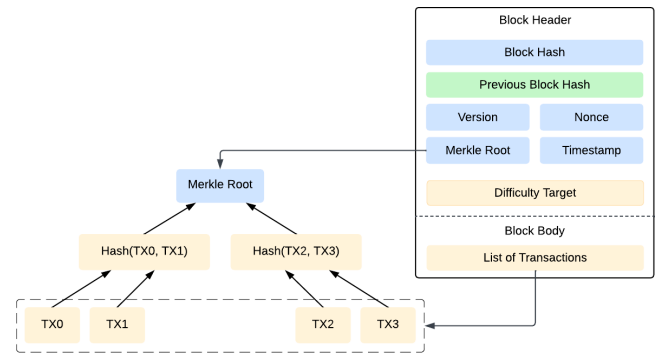 Block Header
Block Hash
Previous Block Hash
Version
Nonce
Merkle Root
Timestamp
Difficulty Target
Block Body
List of Transactions
Merkle Root
Hash(TX0, TX1)
Hash(TX2, TX3)
TX0
TX1
TX2
TX3